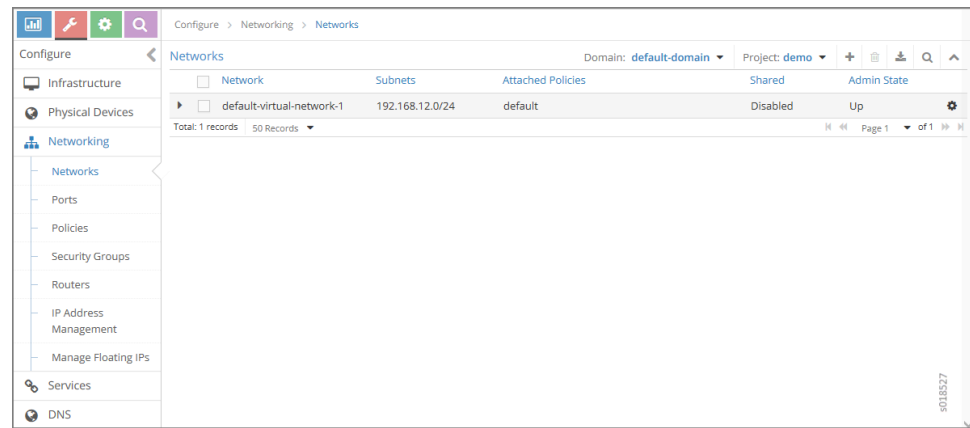 Configure > Networking > Networks
Configure
Infrastructure
Physical Devices
Networking
Networks
Ports
Policies
Security Groups
Routers
IP Address
Management
Manage Floating IPs
Services
DNS
Networks Domain: default-domain Project: demo
Network Subnets Attached Policies Shared Admin State
default-virtual-network-1 192.168.12.0/24 default Disabled Up
Total: 1 records 50 Records Page 1 of 1
s018527